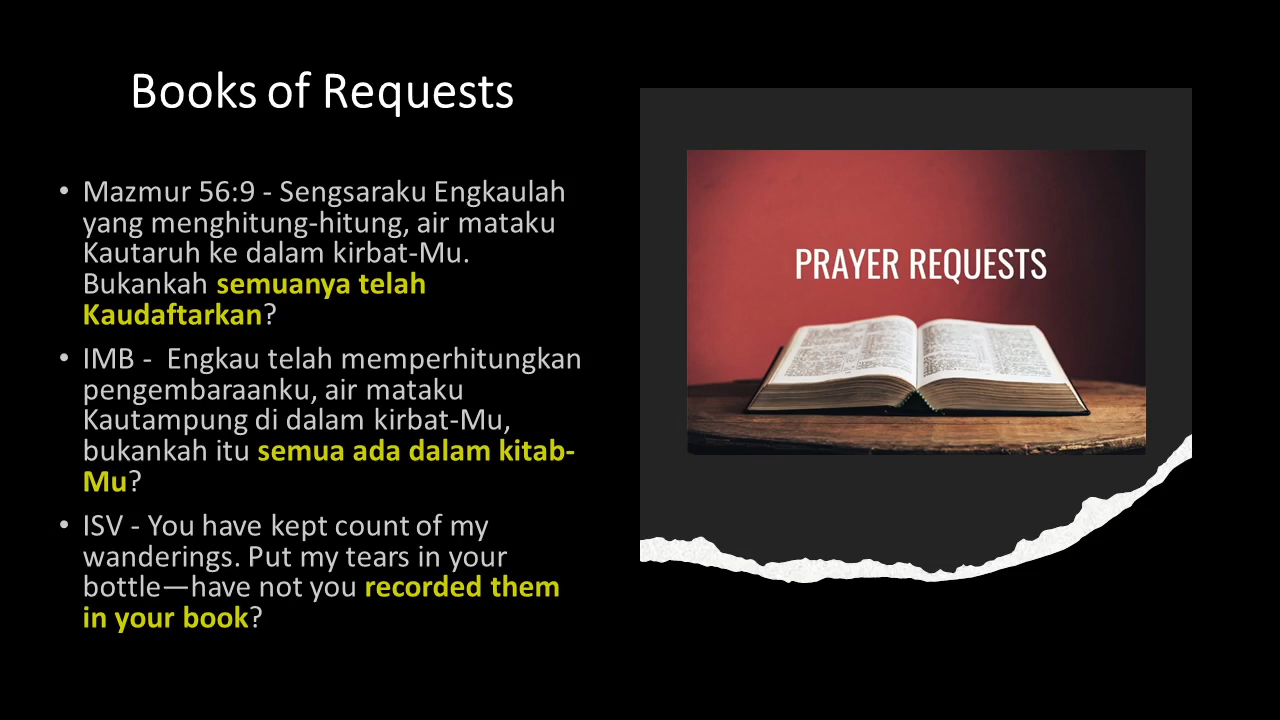 Books of Requests
• Mazmur 56:9 - Sengsaraku Engkaulah
yang menghitung-hitung, air mataku
Kautaruh ke dalam kirbat-Mu.
Bukankah semuanya telah
Kaudaftarkan?
• IMB -  Engkau telah memperhitungkan
pengembaraanku, air mataku
Kautampung di dalam kirbat-Mu,
bukankah itu semua ada dalam kitab-
Mu?
• ISV - You have kept count of my
wanderings. Put my tears in your
bottle—have not you recorded them
in your book?
PRAYER REQUESTS